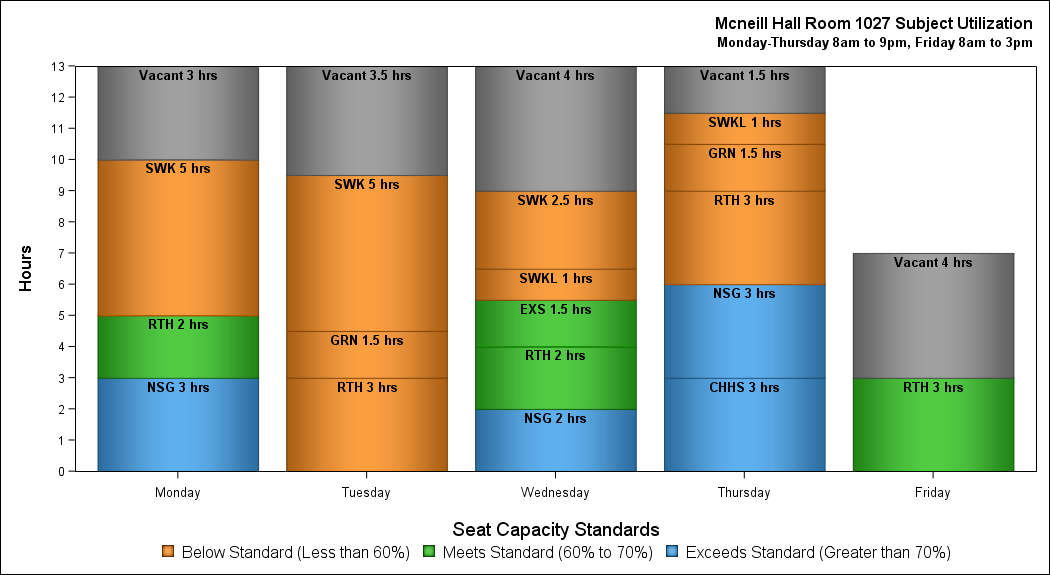 Mcneill Hall Room 1027 Subject Utilization
Monday-Thursday 8am to 9pm, Friday 8am to 3pm
Hours
13
12
11
10
9
8
7
6
5
4
3
2
1
0
Vacant 3 hrs
SWK 5 hrs
RTH 2 hrs
NSG 3 hrs
Vacant 3.5 hrs
SWK 5 hrs
GRN 1.5 hrs
RTH 3 hrs
Vacant 4 hrs
SWK 2.5 hrs
SWKL 1 hrs
EXS 1.5 hrs
RTH 2 hrs
NSG 2 hrs
Vacant 1.5 hrs
SWKL 1 hrs
GRN 1.5 hrs
RTH 3 hrs
NSG 3 hrs
CHHS 3 hrs
Vacant 4 hrs
RTH 3 hrs
Monday Tuesday Wednesday Thursday Friday
Seat Capacity Standards
Below Standard (Less than 60%) Meets Standard (60% to 70%) Exceeds Standard (Greater than 70%)